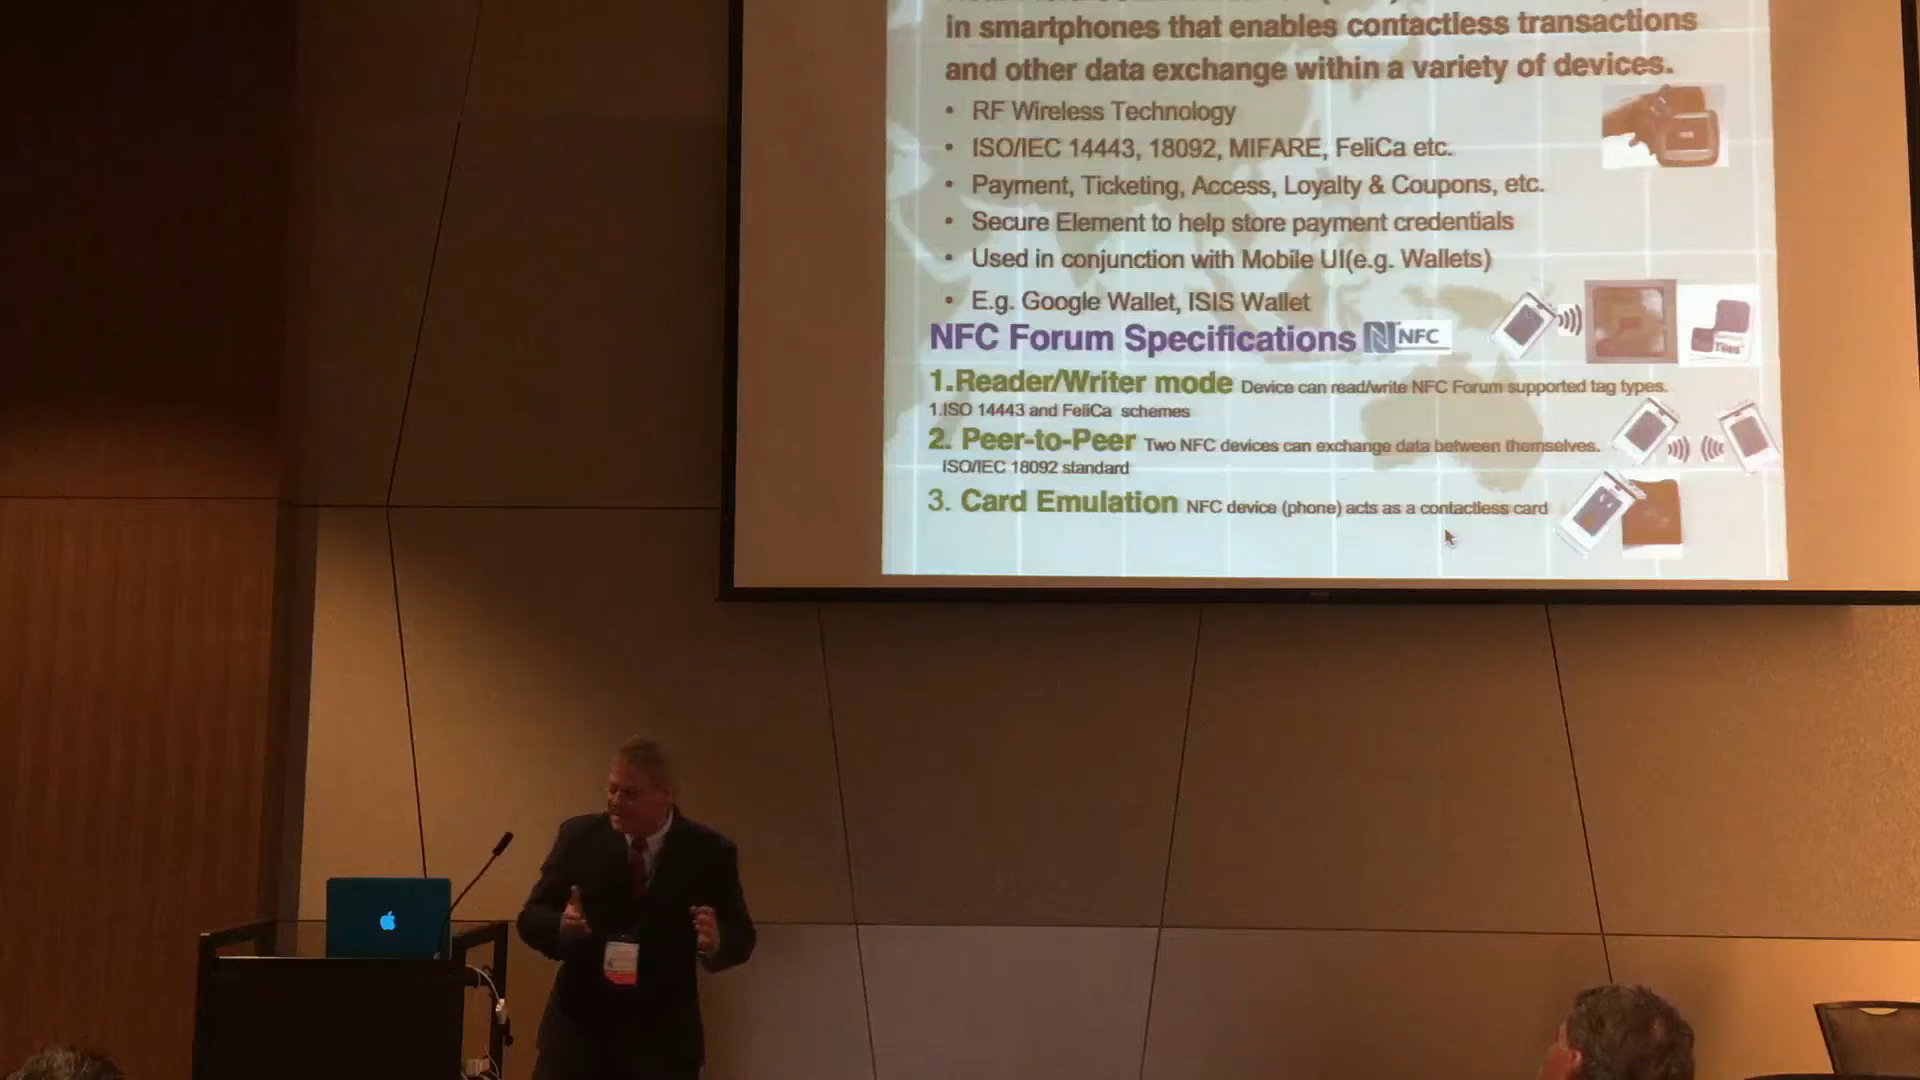 in smartphones that enables contactless transactions
and other data exchange within a variety of devices.
• RF Wireless Technology
• ISO/IEC 14443, 18092, MIFARE, FeliCa etc.
• Payment, Ticketing, Access, Loyalty & Coupons, etc.
• Secure Element to help store payment credentials
• Used in conjunction with Mobile UI(e.g. Wallets)
• E.g. Google Wallet, ISIS Wallet
NFC Forum Specifications NFC
1.Reader/Writer mode Device can read/write NFC Forum supported tag types.
1.ISO 14443 and FeliCa schemes
2. Peer-to-Peer Two NFC devices can exchange data between themselves.
ISO/IEC 18092 standard
3. Card Emulation NFC device (phone) acts as a contactless card